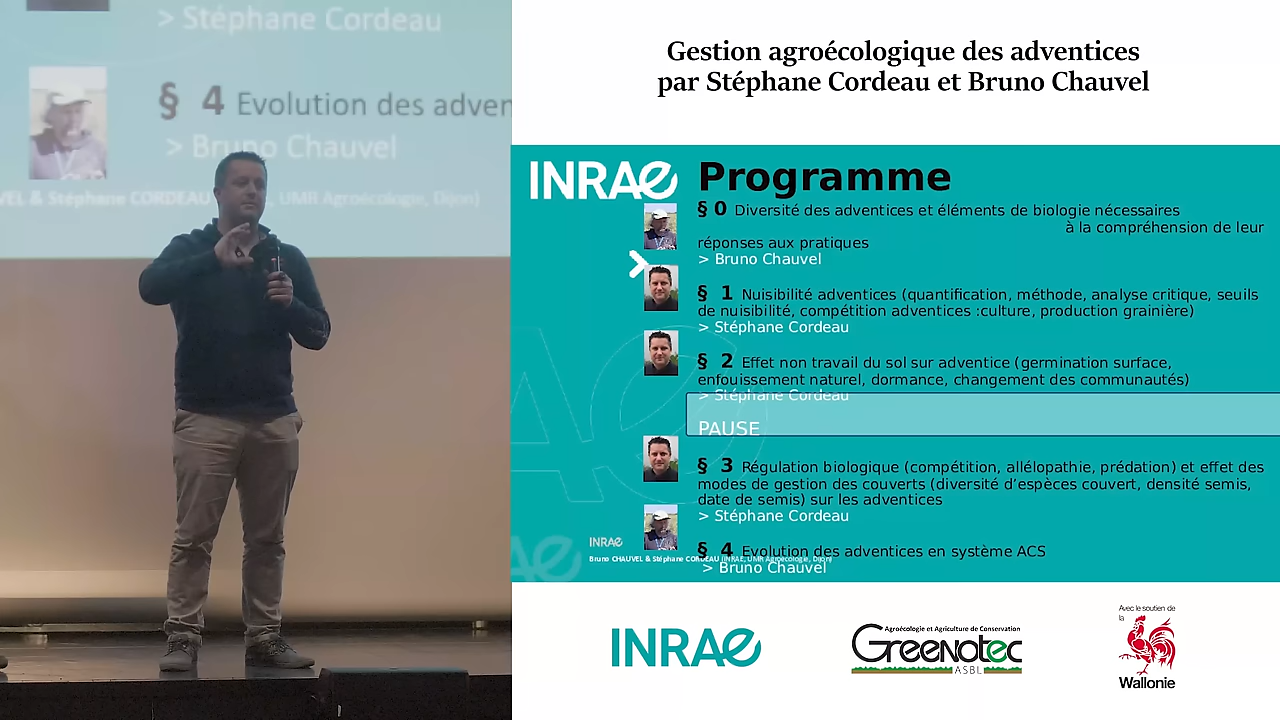 > Stéphane Cordeau
§ 4 Evolution des adven
> Bruno Chauvel
VEL & Stéphane CORDEAU
, UMR Agroécologie, Dijon)
Gestion agroécologique des adventices
par Stéphane Cordeau et Bruno Chauvel
INRAE
Programme
§ 0 Diversité des adventices et éléments de biologie nécessaires
à la compréhension de leur
réponses aux pratiques
> Bruno Chauvel
§ 1 Nuisibilité adventices (quantification, méthode, analyse critique, seuils
de nuisibilité, compétition adventices :culture, production grainière)
> Stéphane Cordeau
§ 2 Effet non travail du sol sur adventice (germination surface,
enfouissement naturel, dormance, changement des communautés)
> Stéphane Cordeau
PAUSE
§ 3 Régulation biologique (compétition, allélopathie, prédation) et effet des
modes de gestion des couverts (diversité d'espèces couvert, densité semis,
date de semis) sur les adventices
> Stéphane Cordeau
§ 4 Evolution des adventices en système ACS
> Bruno Chauvel
INRAE
Bruno CHAUVEL & Stéphane CORDEAU (INRAE, UMR Agroécologie, Dijon)
INRAE
Agroécologie et Agriculture de Conservation
Greenotec
ASBL
Avec le soutien de
la
Wallonie